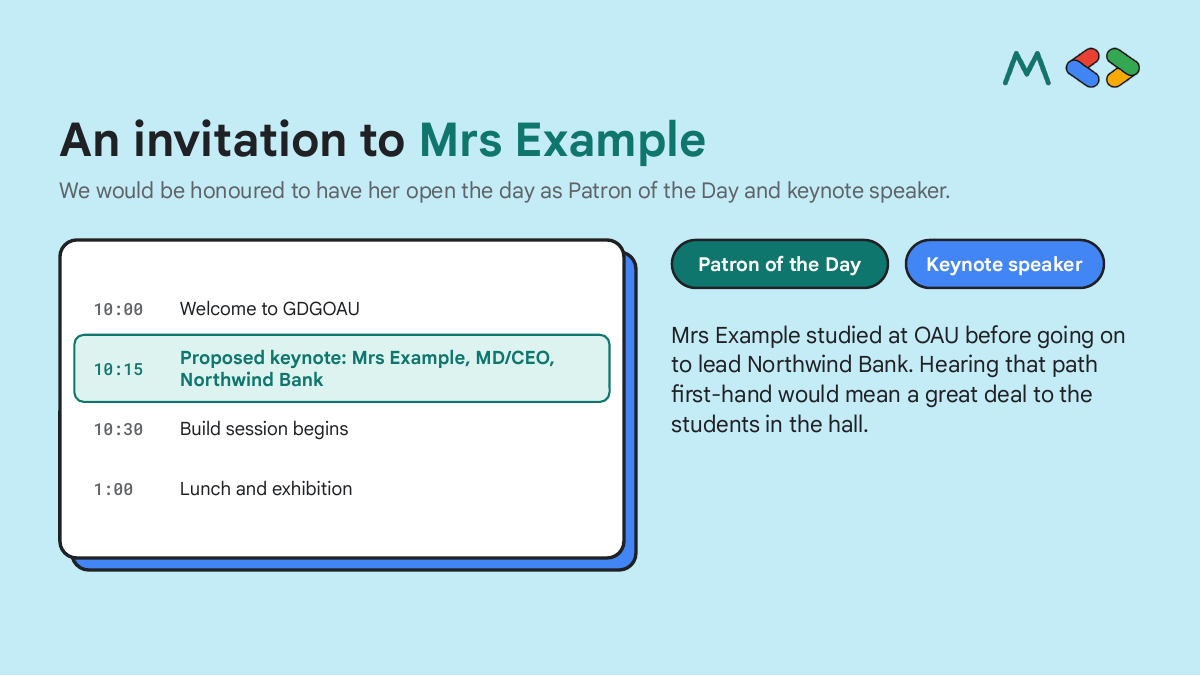 An invitation to Mrs Example
We would be honoured to have her open the day as Patron of the Day and keynote speaker.
10:00 Welcome to GDGOAU
10:15 Proposed keynote: Mrs Example, MD/CEO,
Northwind Bank
10:30 Build session begins
1:00 Lunch and exhibition
Patron of the Day
Keynote speaker
Mrs Example studied at OAU before going on
to lead Northwind Bank. Hearing that path
first-hand would mean a great deal to the
students in the hall.